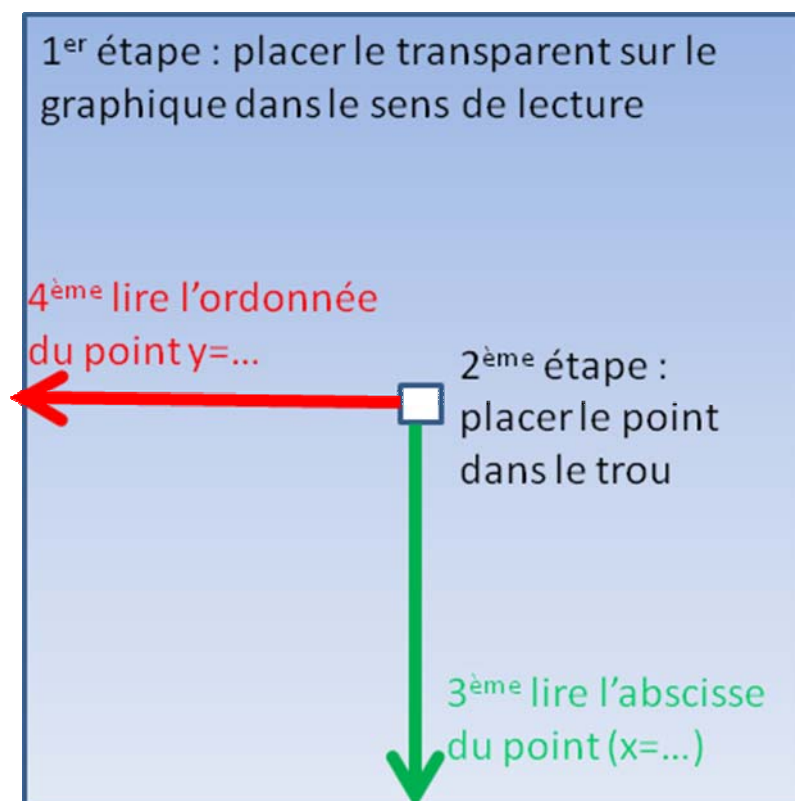 1er étape : placer le transparent sur le
graphique dans le sens de lecture
4ème lire l’ordonnée
du point y=...
2ème étape :
placer le point
dans le trou
3ème lire l’abscisse
du point (x=...)